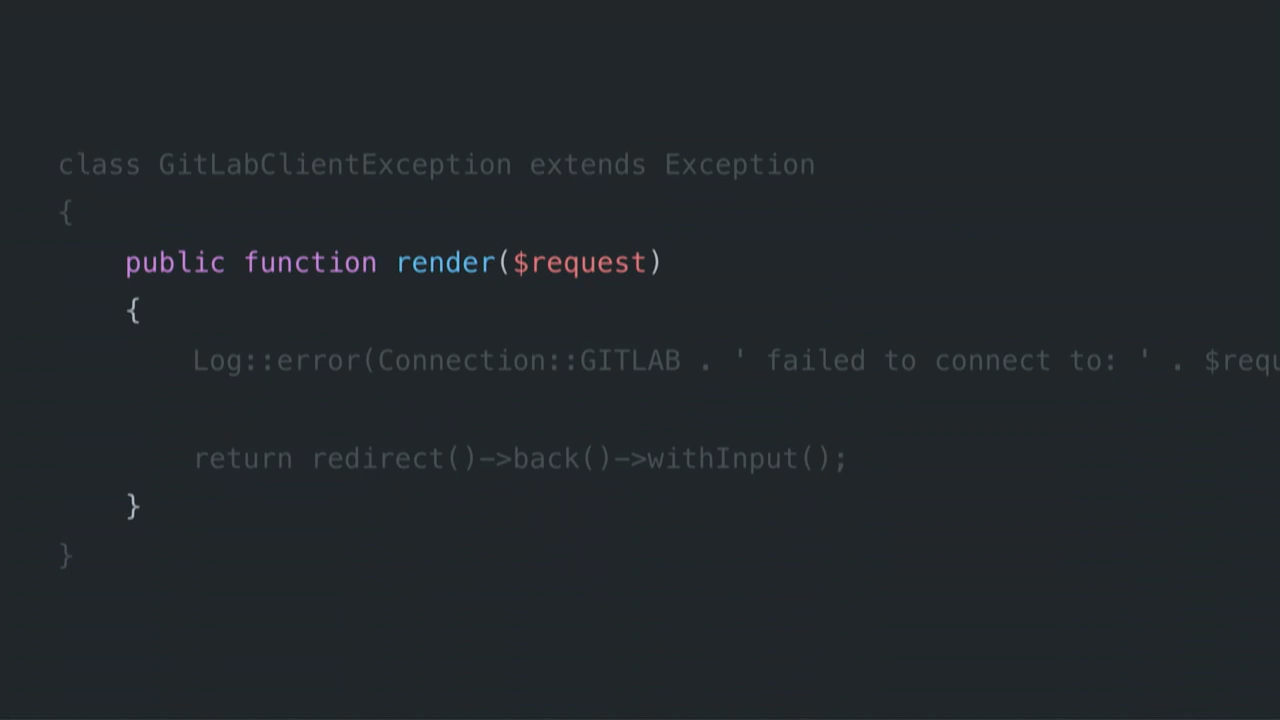 class GitLabClientException extends Exception
{
    public function render($request)
    {
        Log::error(Connection::GITLAB . ' failed to connect to: ' . $requ

        return redirect()->back()->withInput();
    }
}